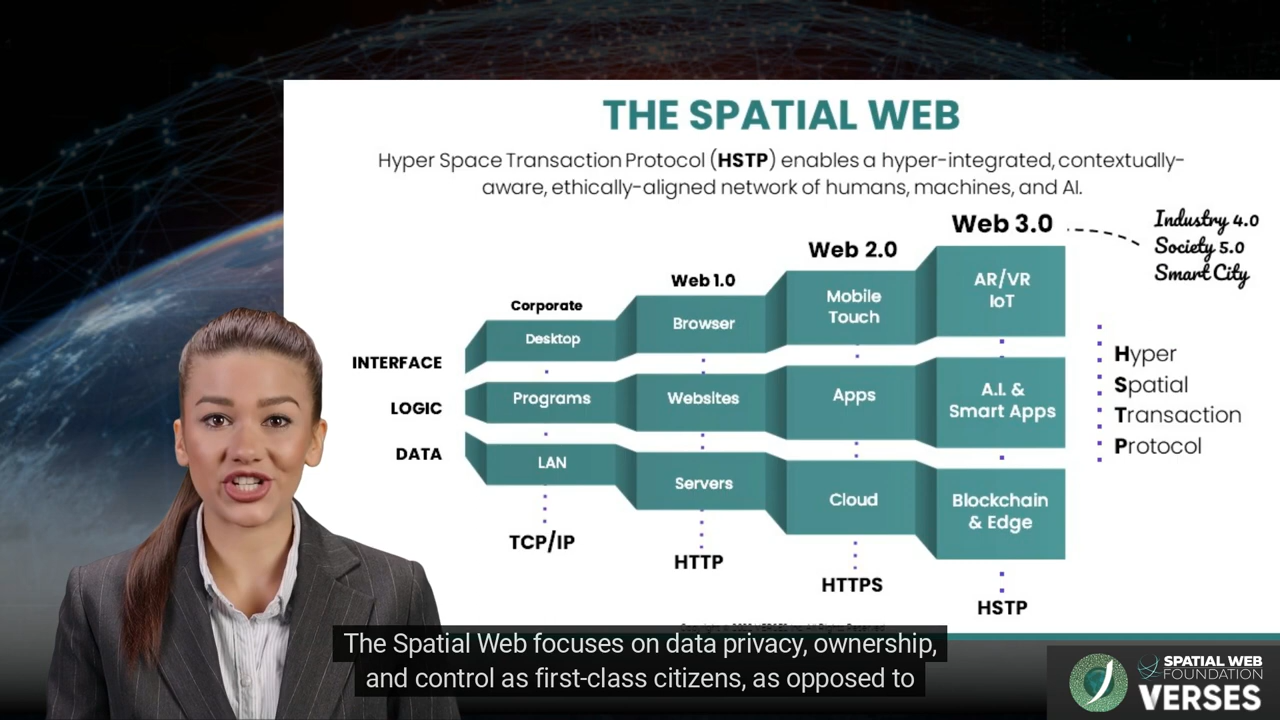 THE SPATIAL WEB
Hyper Space Transaction Protocol (HSTP) enables a hyper-integrated, contextually-
aware, ethically-aligned network of humans, machines, and AI.
Corporate
Web 1.0
Web 2.0
Web 3.0
Industry 4.0
Society 5.0
Smart City
INTERFACE
Desktop
Browser
Mobile
Touch
AR/VR
IoT
LOGIC
Programs
Websites
Apps
A.I. &
Smart Apps
DATA
LAN
Servers
Cloud
Blockchain
& Edge
TCP/IP
HTTP
HTTPS
HSTP
Hyper
Spatial
Transaction
Protocol
The Spatial Web focuses on data privacy, ownership,
and control as first-class citizens, as opposed to
SPATIAL WEB
FOUNDATION
VERSES